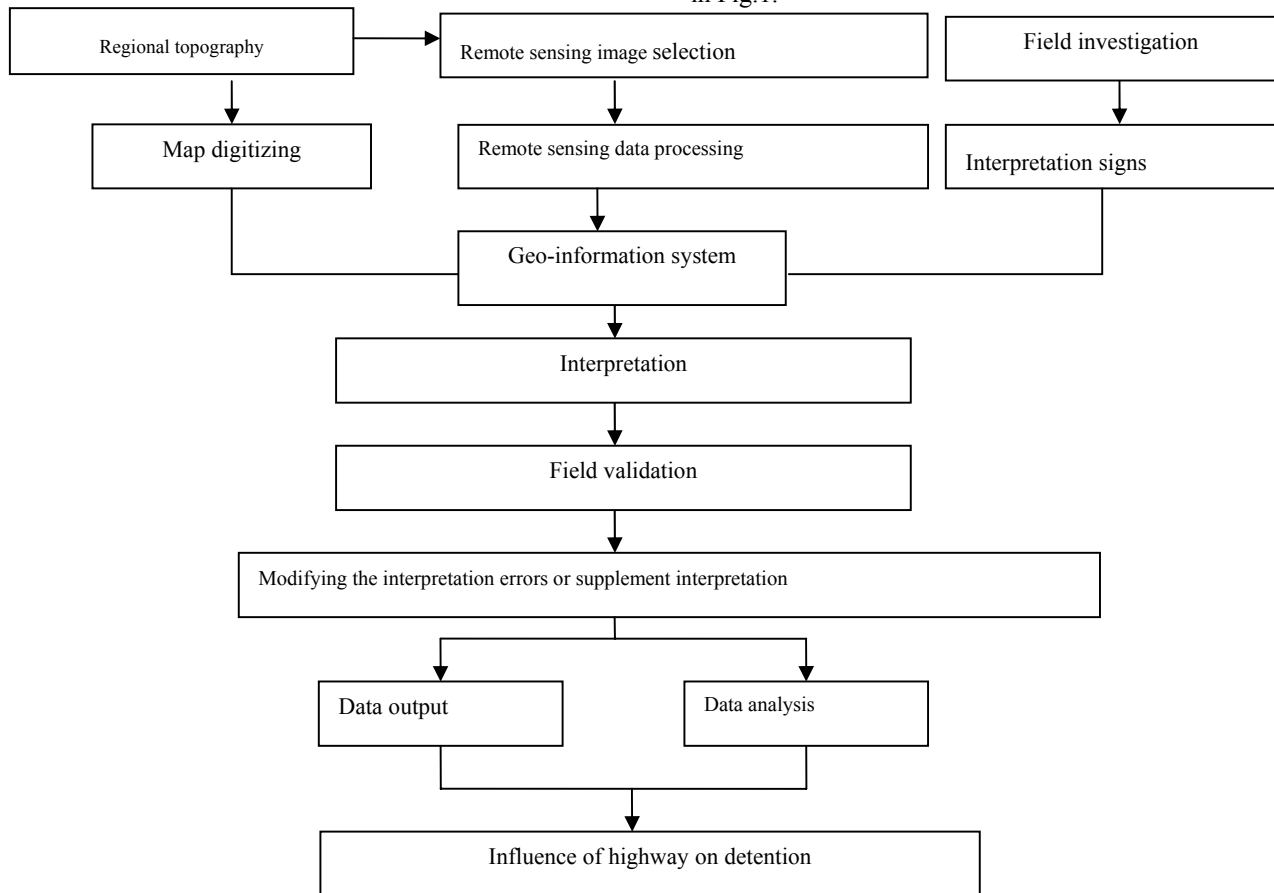 in Fig.1.
Regional topography
Remote sensing image selection
Field investigation
Map digitizing
Remote sensing data processing
Interpretation signs
Geo-information system
Interpretation
Field validation
Modifying the interpretation errors or supplement interpretation
Data output
Data analysis
Influence of highway on detention